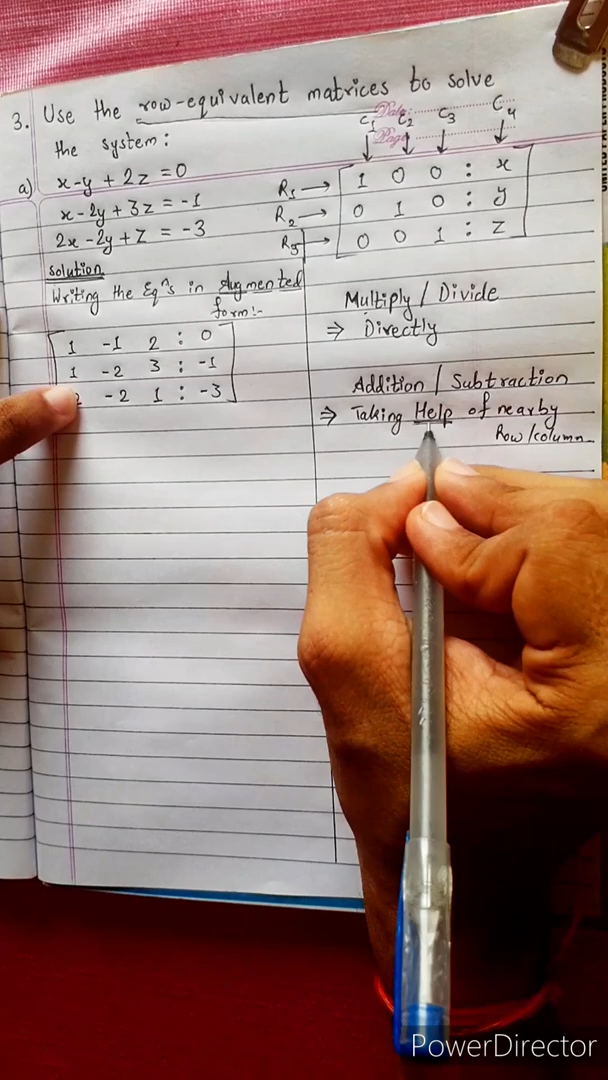 3. Use the row-equivalent matrices to solve
the system:
a) x-y + 2z = 0
x - 2y + 3z = -1
2x - 2y + z = -3
solution
Writing the Eqⁿs in Augmented
form:-
1 -1 2 : 0
1 -2 3 : -1
-2 1 : -3
Date:
Page:
C1 C2 C3 C4
R1 → 1 0 0 : x
R2 → 0 1 0 : y
R3 → 0 0 1 : z
Multiply / Divide
⇒ Directly
Addition / Subtraction
⇒ Taking Help of nearby
Row/column
PowerDirector